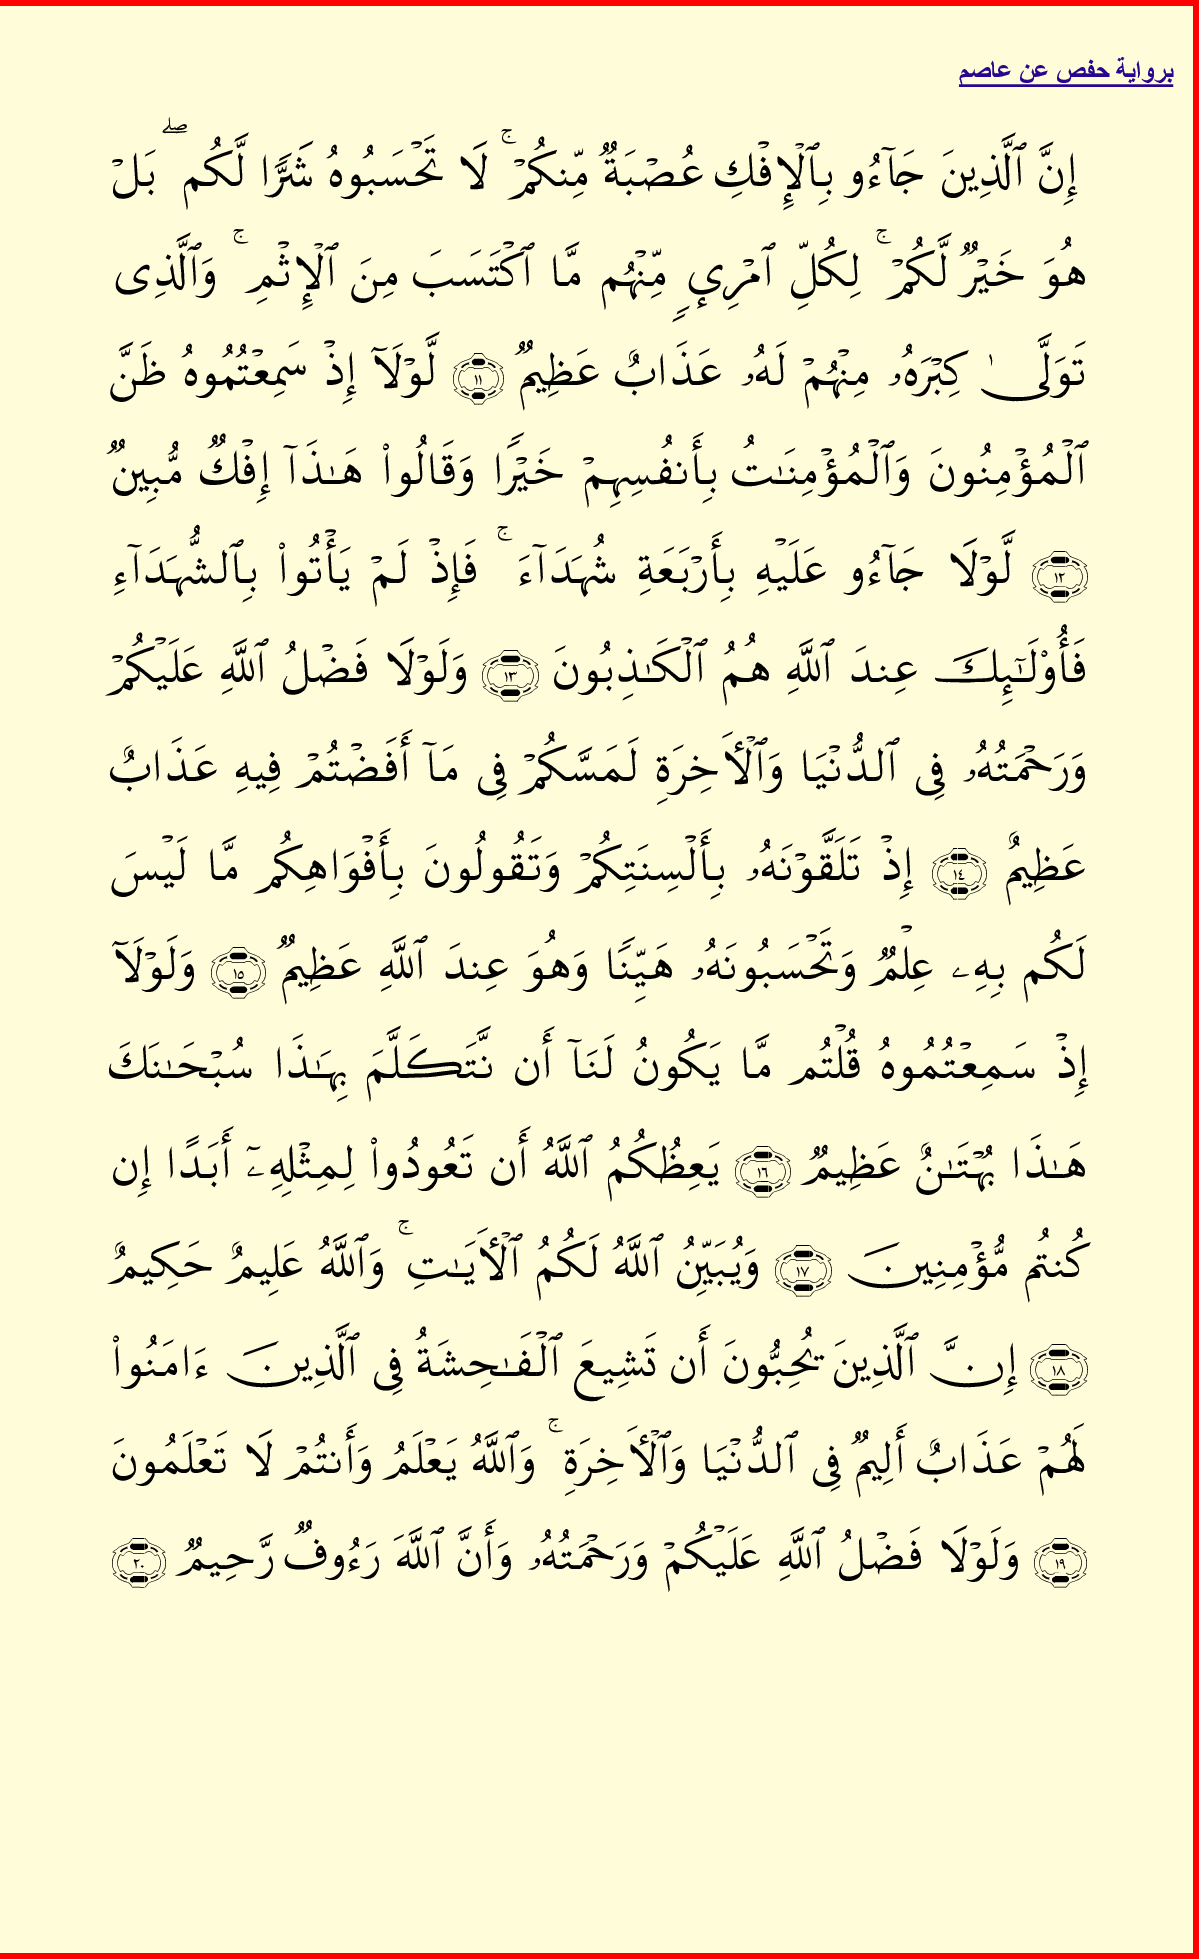 برواية حفص عن عاصم
إِنَّ ٱلَّذِينَ جَآءُو بِٱلْإِفْكِ عُصْبَةٌ مِّنكُمْ ۚ لَا تَحْسَبُوهُ شَرًّا لَّكُم ۖ بَلْ
هُوَ خَيْرٌ لَّكُمْ ۚ لِكُلِّ ٱمْرِئٍ مِّنْهُم مَّا ٱكْتَسَبَ مِنَ ٱلْإِثْمِ ۚ وَٱلَّذِى
تَوَلَّىٰ كِبْرَهُۥ مِنْهُمْ لَهُۥ عَذَابٌ عَظِيمٌ ١١ لَّوْلَآ إِذْ سَمِعْتُمُوهُ ظَنَّ
ٱلْمُؤْمِنُونَ وَٱلْمُؤْمِنَـٰتُ بِأَنفُسِهِمْ خَيْرًا وَقَالُوا۟ هَـٰذَآ إِفْكٌ مُّبِينٌ
١٢ لَّوْلَا جَآءُو عَلَيْهِ بِأَرْبَعَةِ شُهَدَآءَ ۚ فَإِذْ لَمْ يَأْتُوا۟ بِٱلشُّهَدَآءِ
فَأُو۟لَـٰٓئِكَ عِندَ ٱللَّهِ هُمُ ٱلْكَـٰذِبُونَ ١٣ وَلَوْلَا فَضْلُ ٱللَّهِ عَلَيْكُمْ
وَرَحْمَتُهُۥ فِى ٱلدُّنْيَا وَٱلْـَٔاخِرَةِ لَمَسَّكُمْ فِى مَآ أَفَضْتُمْ فِيهِ عَذَابٌ
عَظِيمٌ ١٤ إِذْ تَلَقَّوْنَهُۥ بِأَلْسِنَتِكُمْ وَتَقُولُونَ بِأَفْوَاهِكُم مَّا لَيْسَ
لَكُم بِهِۦ عِلْمٌ وَتَحْسَبُونَهُۥ هَيِّنًا وَهُوَ عِندَ ٱللَّهِ عَظِيمٌ ١٥ وَلَوْلَآ
إِذْ سَمِعْتُمُوهُ قُلْتُم مَّا يَكُونُ لَنَآ أَن نَّتَكَلَّمَ بِهَـٰذَا سُبْحَـٰنَكَ
هَـٰذَا بُهْتَـٰنٌ عَظِيمٌ ١٦ يَعِظُكُمُ ٱللَّهُ أَن تَعُودُوا۟ لِمِثْلِهِۦٓ أَبَدًا إِن
كُنتُم مُّؤْمِنِينَ ١٧ وَيُبَيِّنُ ٱللَّهُ لَكُمُ ٱلْـَٔايَـٰتِ ۚ وَٱللَّهُ عَلِيمٌ حَكِيمٌ
١٨ إِنَّ ٱلَّذِينَ يُحِبُّونَ أَن تَشِيعَ ٱلْفَـٰحِشَةُ فِى ٱلَّذِينَ ءَامَنُوا۟
لَهُمْ عَذَابٌ أَلِيمٌ فِى ٱلدُّنْيَا وَٱلْـَٔاخِرَةِ ۚ وَٱللَّهُ يَعْلَمُ وَأَنتُمْ لَا تَعْلَمُونَ
١٩ وَلَوْلَا فَضْلُ ٱللَّهِ عَلَيْكُمْ وَرَحْمَتُهُۥ وَأَنَّ ٱللَّهَ رَءُوفٌ رَّحِيمٌ ٢٠